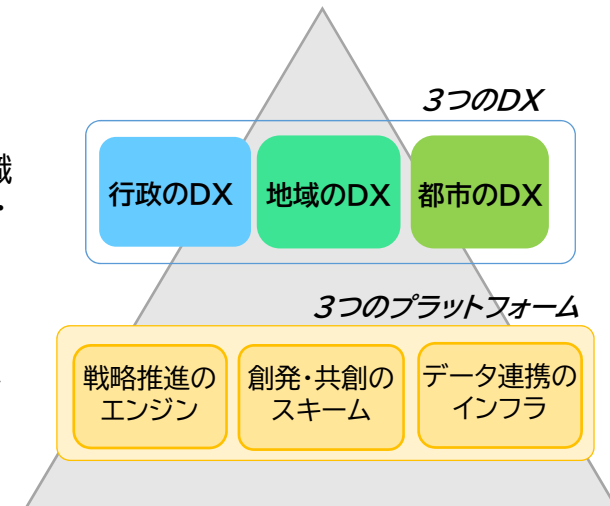 3つのDX
職
・
行政のDX
地域のDX
都市のDX
3つのプラットフォーム
戦略推進の
エンジン
創発・共創の
スキーム
データ連携の
インフラ